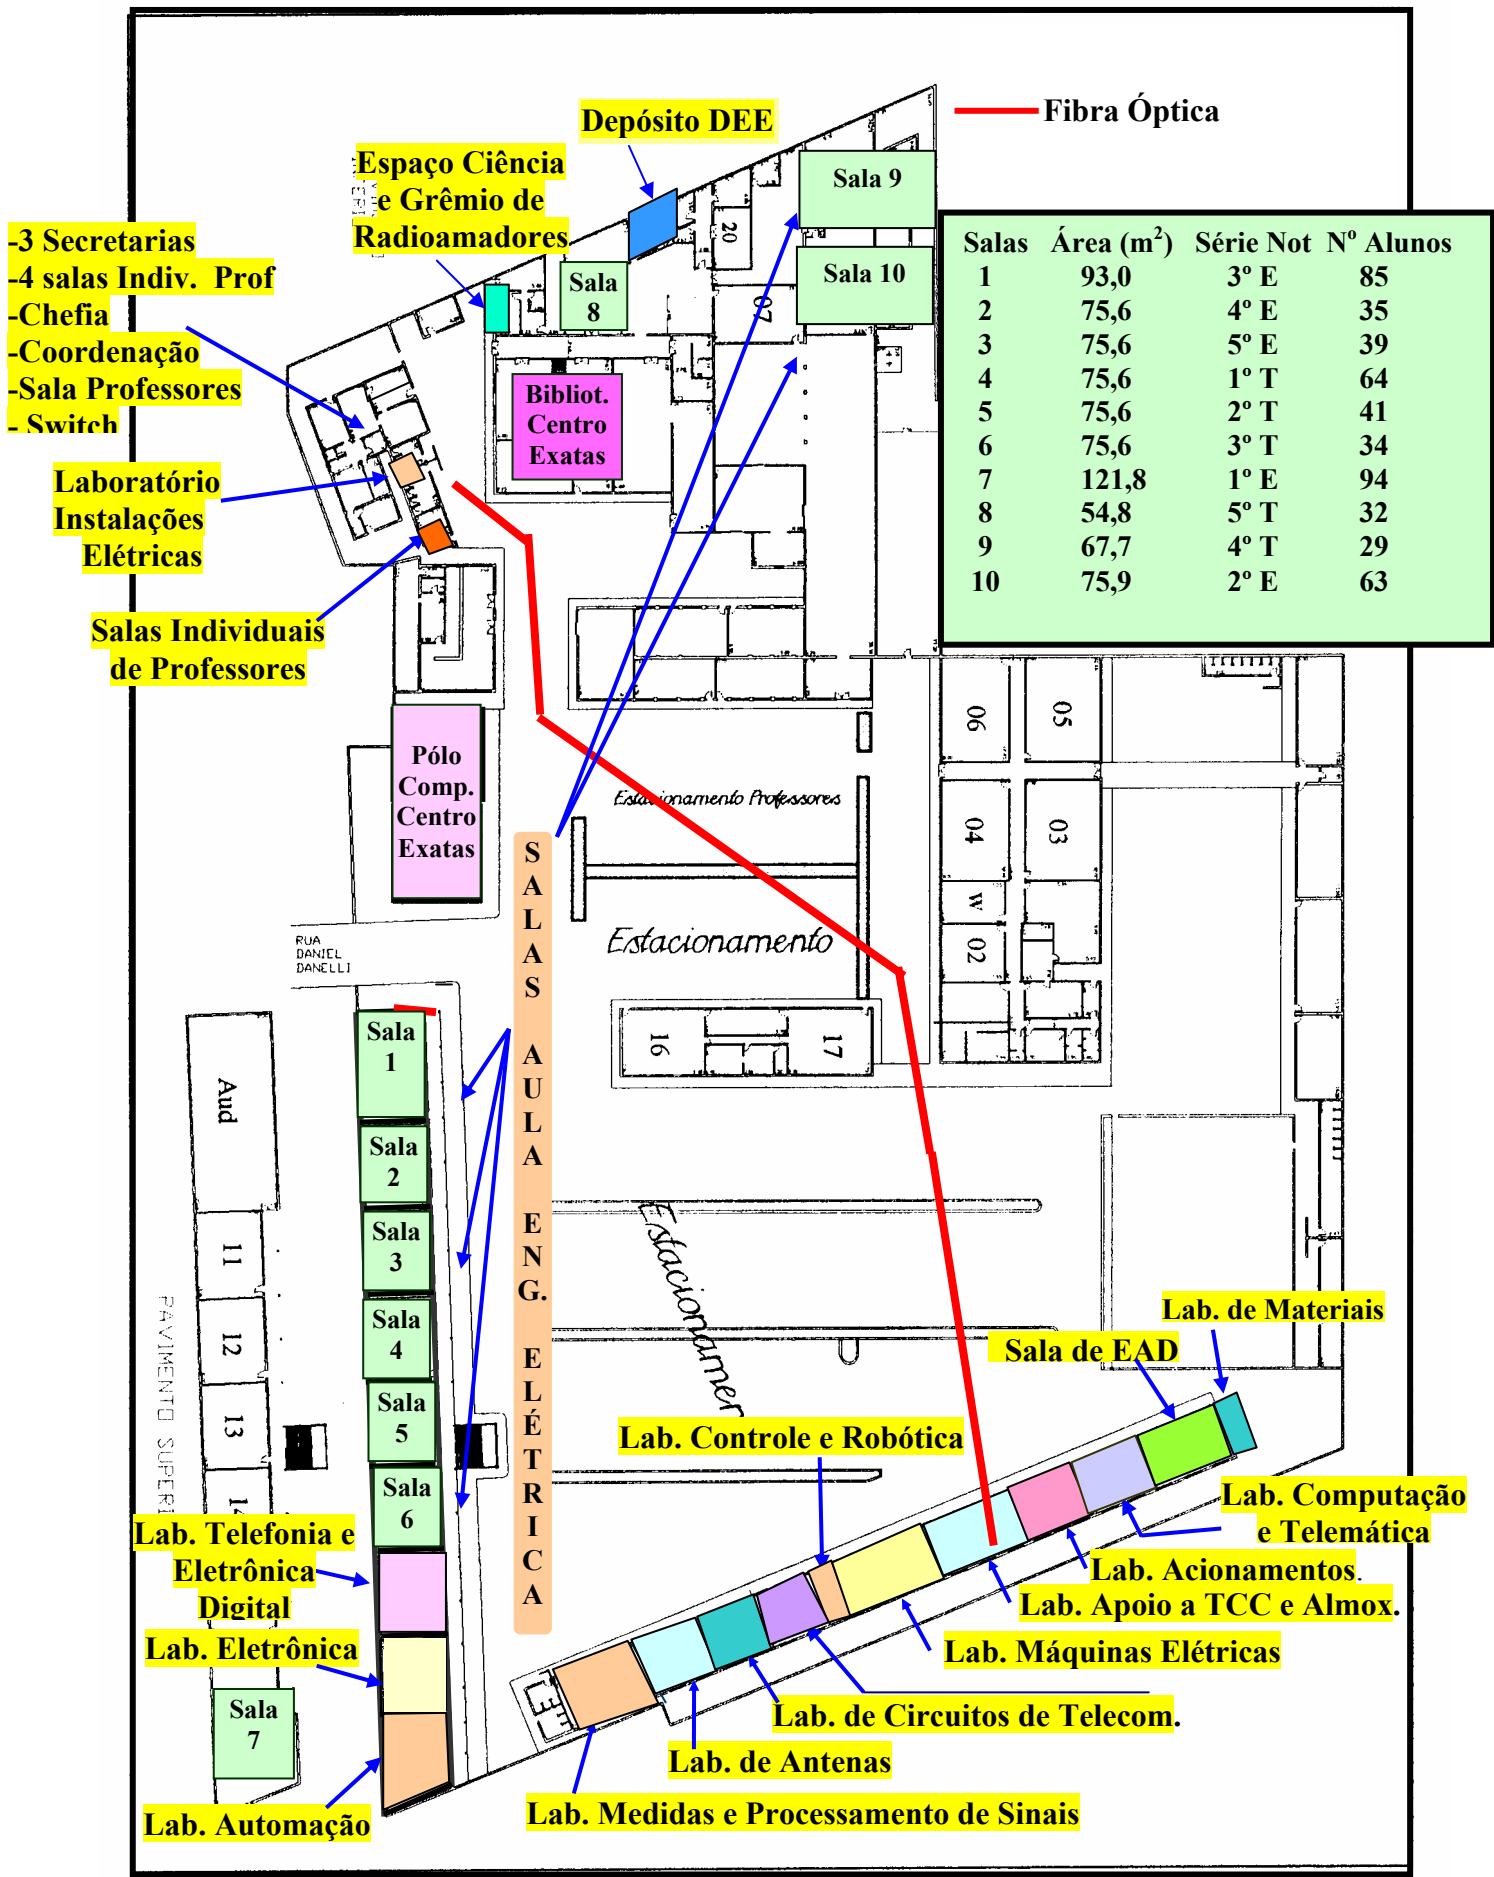 Fibra Óptica
Depósito DEE
Espaço Ciência
e Grêmio de
Radioamadores
-3 Secretarias
-4 salas Indiv. Prof
-Chefia
-Coordenação
-Sala Professores
- Switch
Laboratório
Instalações
Elétricas
Salas Individuais
de Professores
Sala 9
Sala 10
Sala
8
20
07
Bibliot.
Centro
Exatas
Salas Área (m²) Série Not Nº Alunos
1 93,0 3º E 85
2 75,6 4º E 35
3 75,6 5º E 39
4 75,6 1º T 64
5 75,6 2º T 41
6 75,6 3º T 34
7 121,8 1º E 94
8 54,8 5º T 32
9 67,7 4º T 29
10 75,9 2º E 63
Pólo
Comp.
Centro
Exatas
Estacionamento Professores
Estacionamento
06
05
04
03
W
02
16
17
RUA
DANIEL
DANELLI
SALAS AULA ENG. ELÉTRICA
Aud
11
12
13
14
PAVIMENTO SUPERI
Sala
1
Sala
2
Sala
3
Sala
4
Sala
5
Sala
6
Estacionamen
Lab. de Materiais
Sala de EAD
Lab. Controle e Robótica
Lab. Computação
e Telemática
Lab. Acionamentos.
Lab. Apoio a TCC e Almox.
Lab. Máquinas Elétricas
Lab. de Circuitos de Telecom.
Lab. de Antenas
Lab. Medidas e Processamento de Sinais
Lab. Telefonia e
Eletrônica
Digital
Lab. Eletrônica
Sala
7
Lab. Automação